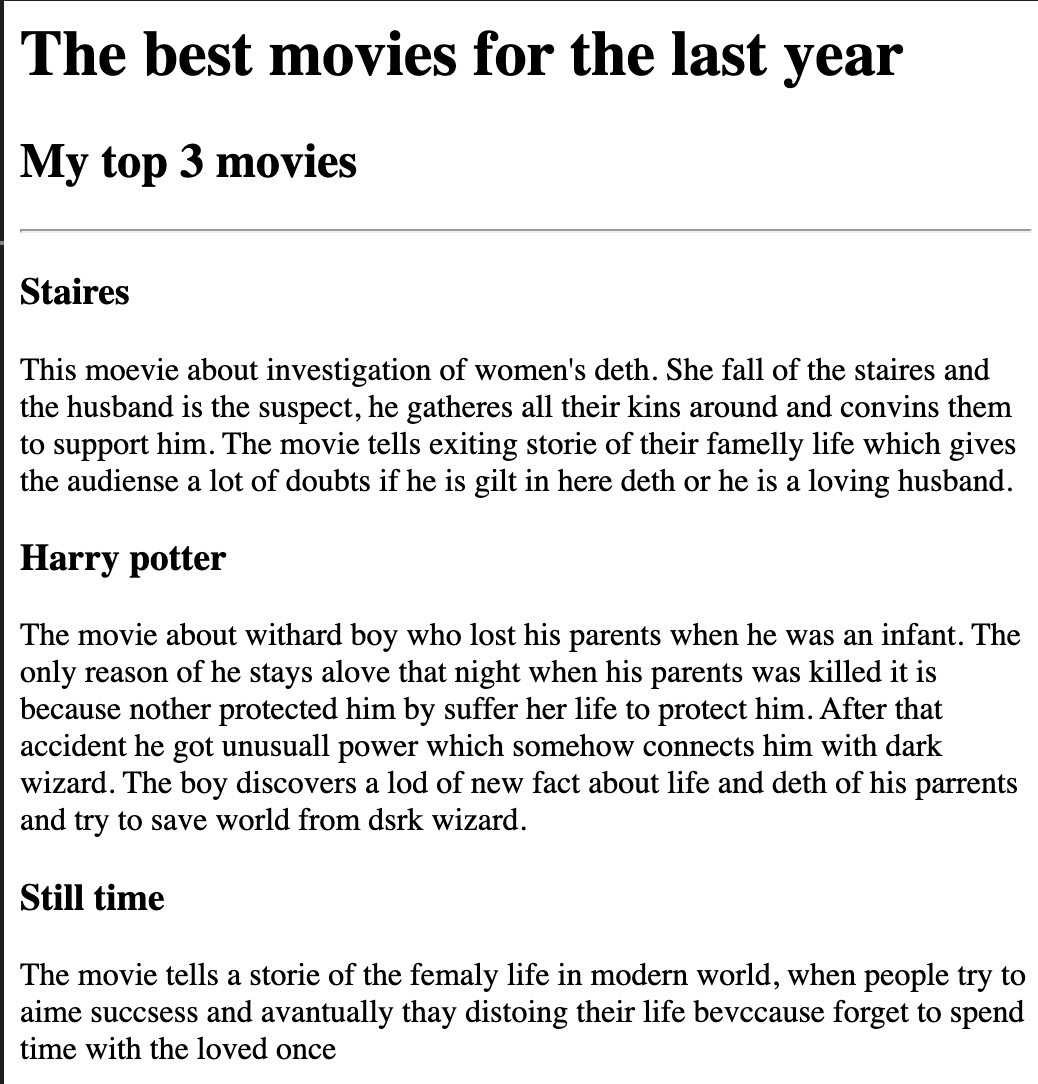 The best movies for the last year
My top 3 movies
Staires
This moevie about investigation of women's deth. She fall of the staires and
the husband is the suspect, he gatheres all their kins around and convins them
to support him. The movie tells exiting storie of their famelly life which gives
the audiense a lot of doubts if he is gilt in here deth or he is a loving husband.
Harry potter
The movie about withard boy who lost his parents when he was an infant. The
only reason of he stays alove that night when his parents was killed it is
because nother protected him by suffer her life to protect him. After that
accident he got unusuall power which somehow connects him with dark
wizard. The boy discovers a lod of new fact about life and deth of his parrents
and try to save world from dsrk wizard.
Still time
The movie tells a storie of the femaly life in modern world, when people try to
aime succsess and avantually thay distoing their life bevccause forget to spend
time with the loved once